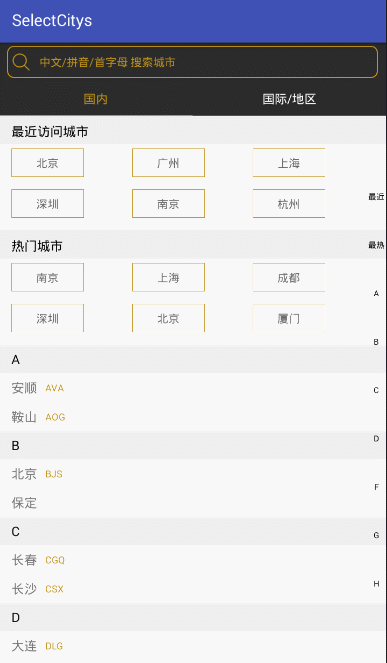 SelectCitys
中文/拼音/首字母 搜索城市
国内 国际/地区
最近访问城市
北京 广州 上海
深圳 南京 杭州
最近
热门城市
最热
南京 上海 成都
A
深圳 北京 厦门
B
A
安顺 AVA
C
鞍山 AOG
B
D
北京 BJS
F
保定
C
G
长春 CGQ
H
长沙 CSX
D
大连 DLG